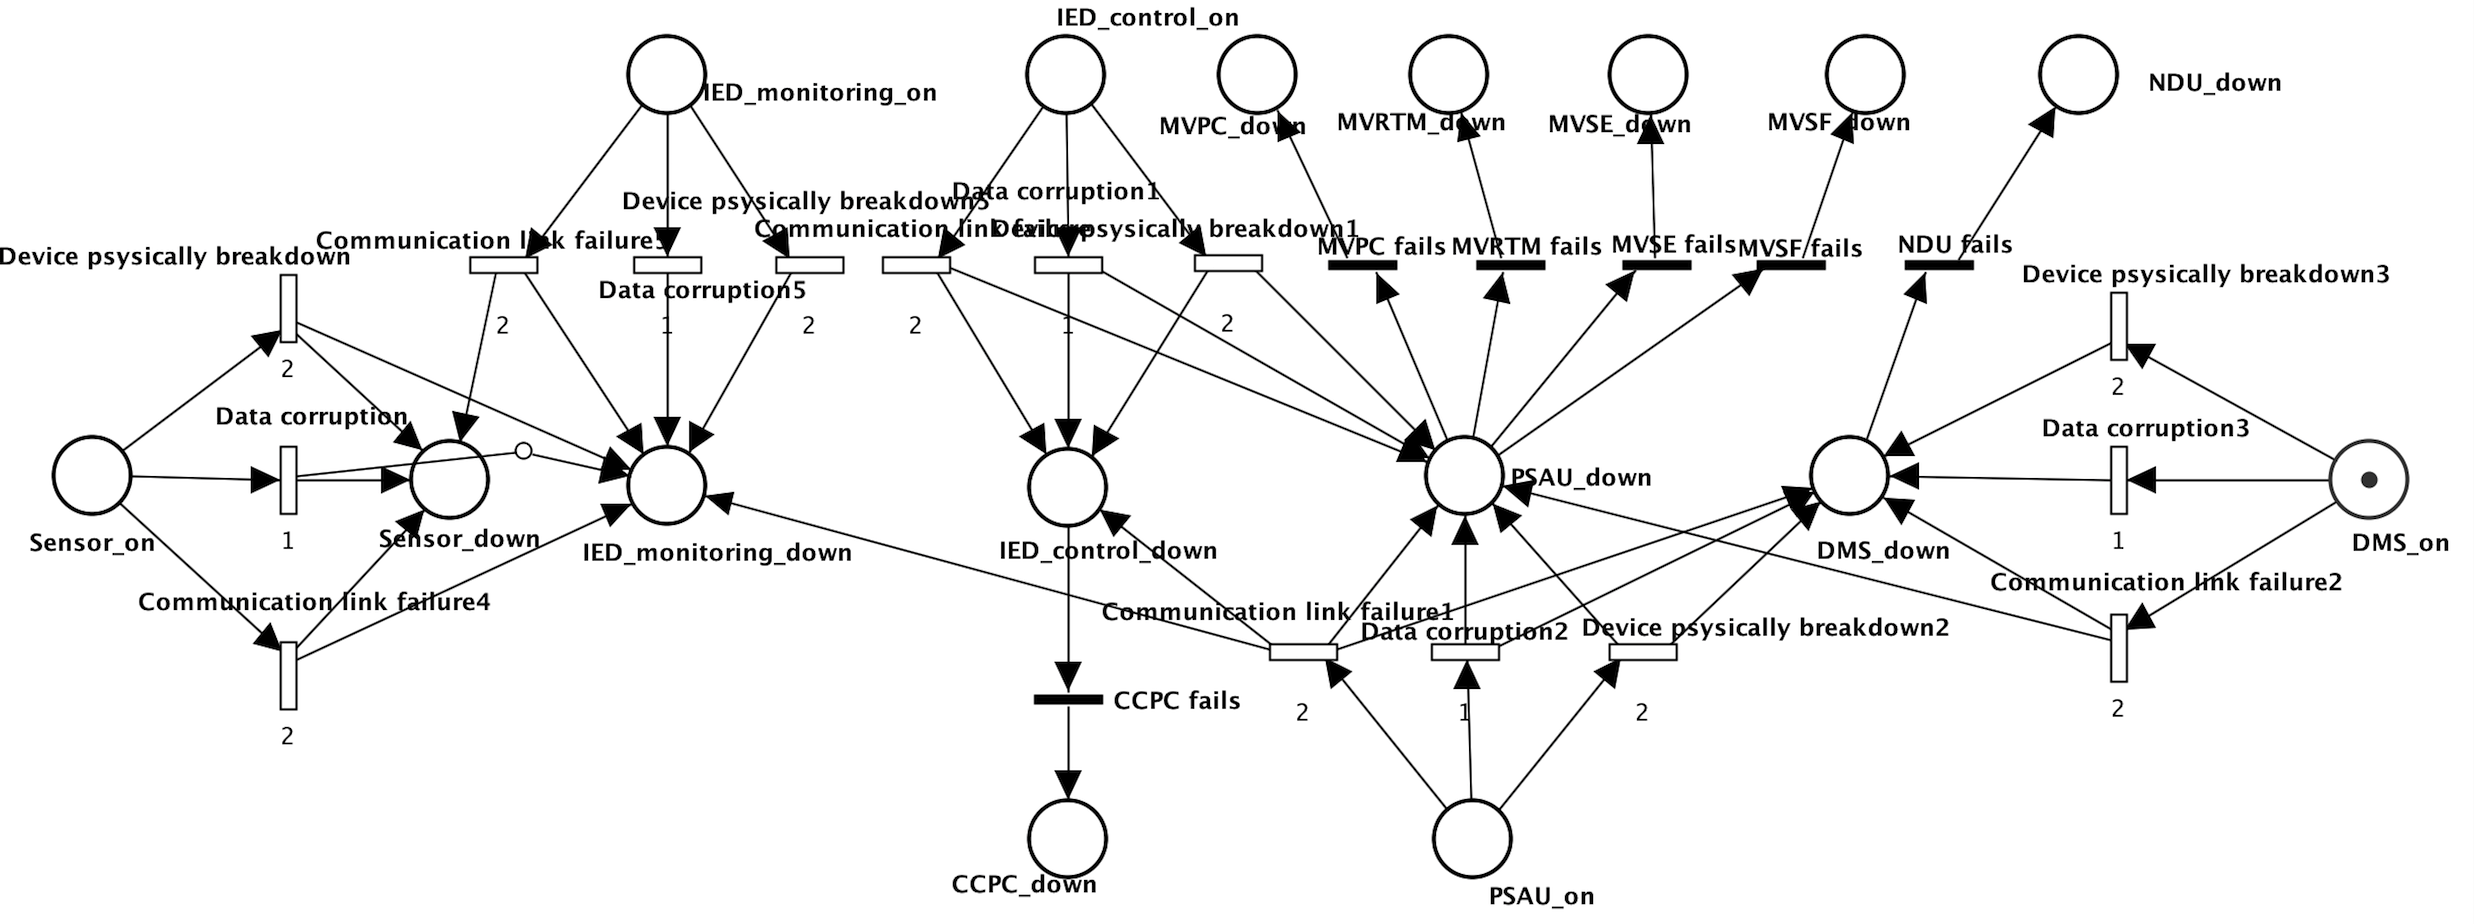 IED_control_on
NDU_down
IED_monitoring_on
MVPC_down
MVRTM_down
MVSE_down
MVSF_down
Data corruption1
Device psysically breakdown5
Communication link failure
Device psysically breakdown1
Communication link failure5
MVPC fails
MVRTM fails
MVSE fails
MVSF fails
NDU fails
Device psysically breakdown
Device psysically breakdown3
Data corruption5
2
1
2
2
1
2
2
2
Data corruption
Data corruption3
PSAU_down
Sensor_on
1
Sensor_down
IED_monitoring_down
IED_control_down
DMS_down
1
DMS_on
Communication link failure4
Communication link failure1
Communication link failure2
Data corruption2
Device psysically breakdown2
2
CCPC fails
2
1
2
2
CCPC_down
PSAU_on